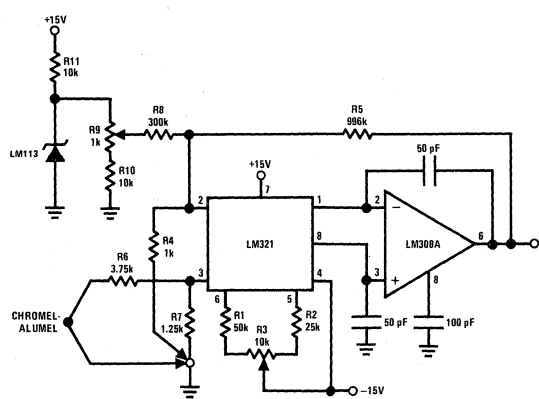 +15V
R11
10k
R9
1k
R8
300k
R5
996k
50 pF
LM113
R10
10k
+15V
7
2
1
2
−
6
LM321
LM308A
R4
1k
8
R6
3.75k
3
4
3
+
8
CHROMEL-
ALUMEL
R7
1.25k
6
5
R1
50k
R3
10k
R2
25k
50 pF
100 pF
−15V